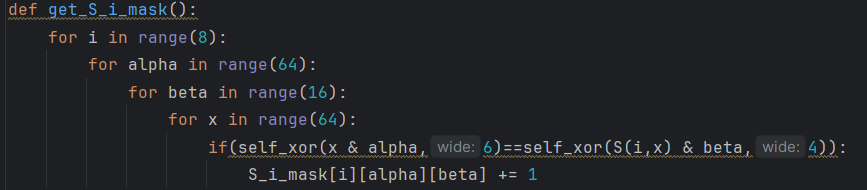 def get_S_i_mask():
for i in range(8):
for alpha in range(64):
for beta in range(16):
for x in range(64):
if(self_xor(x & alpha, wide: 6)==self_xor(S(i,x) & beta, wide: 4)):
S_i_mask[i][alpha][beta] += 1